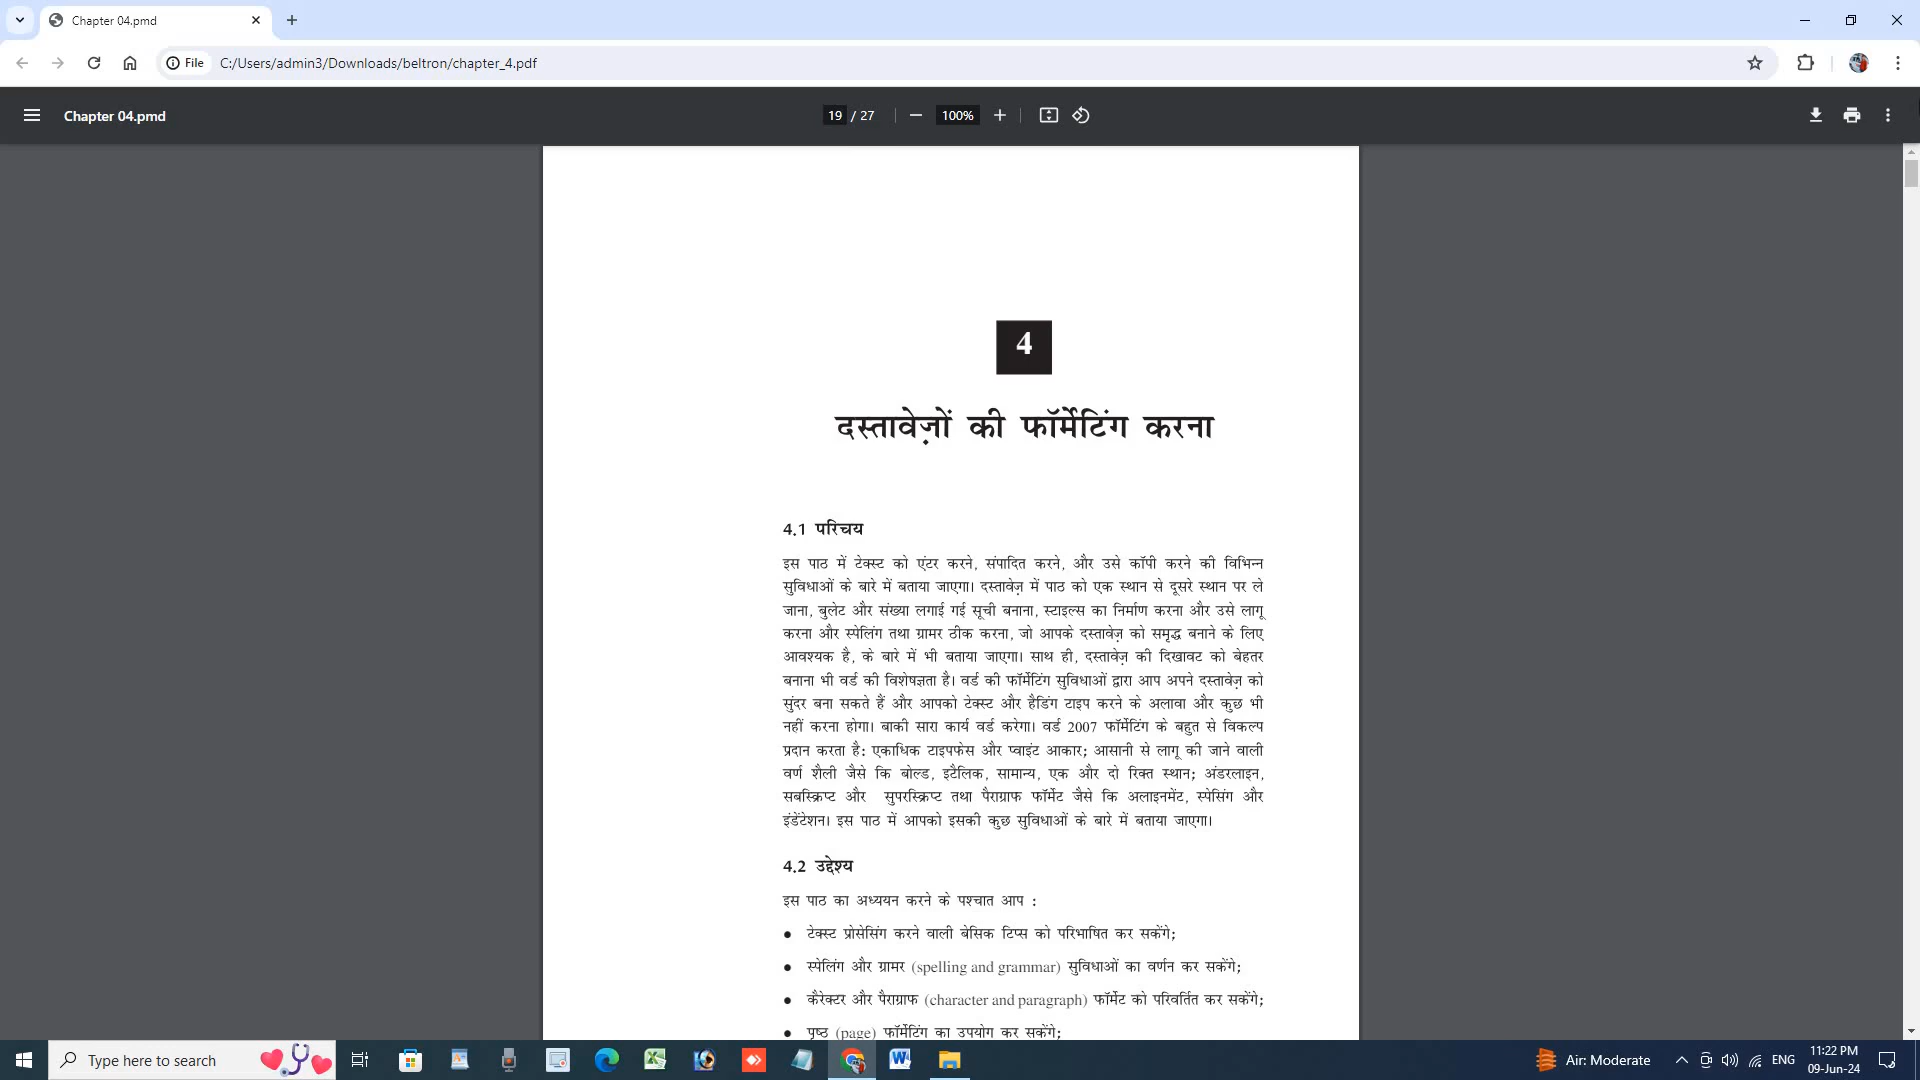 Chapter 04.pmd
File
C:/Users/admin3/Downloads/beltron/chapter_4.pdf
Chapter 04.pmd
19 / 27
100%
4
दस्तावेज़ों की फॉर्मेटिंग करना
4.1 परिचय
इस पाठ में टेक्स्ट को एंटर करने, संपादित करने, और उसे कॉपी करने की विभिन्न
सुविधाओं के बारे में बताया जाएगा। दस्तावेज़ में पाठ को एक स्थान से दूसरे स्थान पर ले
जाना, बुलेट और संख्या लगाई गई सूची बनाना, स्टाइल्स का निर्माण करना और उसे लागू
करना और स्पेलिंग तथा ग्रामर ठीक करना, जो आपके दस्तावेज़ को समृद्ध बनाने के लिए
आवश्यक है, के बारे में भी बताया जाएगा। साथ ही, दस्तावेज़ की दिखावट को बेहतर
बनाना भी वर्ड की विशेषज्ञता है। वर्ड की फॉर्मेटिंग सुविधाओं द्वारा आप अपने दस्तावेज़ को
सुंदर बना सकते हैं और आपको टेक्स्ट और हैडिंग टाइप करने के अलावा और कुछ भी
नहीं करना होगा। बाकी सारा कार्य वर्ड करेगा। वर्ड 2007 फॉर्मेटिंग के बहुत से विकल्प
प्रदान करता है: एकाधिक टाइपफेस और प्वाइंट आकार; आसानी से लागू की जाने वाली
वर्ण शैली जैसे कि बोल्ड, इटैलिक, सामान्य, एक और दो रिक्त स्थान; अंडरलाइन,
सबस्क्रिप्ट और सुपरस्क्रिप्ट तथा पैराग्राफ फॉर्मेट जैसे कि अलाइनमेंट, स्पेसिंग और
इंडेंटेशन। इस पाठ में आपको इसकी कुछ सुविधाओं के बारे में बताया जाएगा।
4.2 उद्देश्य
इस पाठ का अध्ययन करने के पश्चात आप :
● टेक्स्ट प्रोसेसिंग करने वाली बेसिक टिप्स को परिभाषित कर सकेंगे;
● स्पेलिंग और ग्रामर (spelling and grammar) सुविधाओं का वर्णन कर सकेंगे;
● कैरेक्टर और पैराग्राफ (character and paragraph) फॉर्मेट को परिवर्तित कर सकेंगे;
● पृष्ठ (page) फॉर्मेटिंग का उपयोग कर सकेंगे;
Type here to search
Air: Moderate
ENG
11:22 PM
09-Jun-24